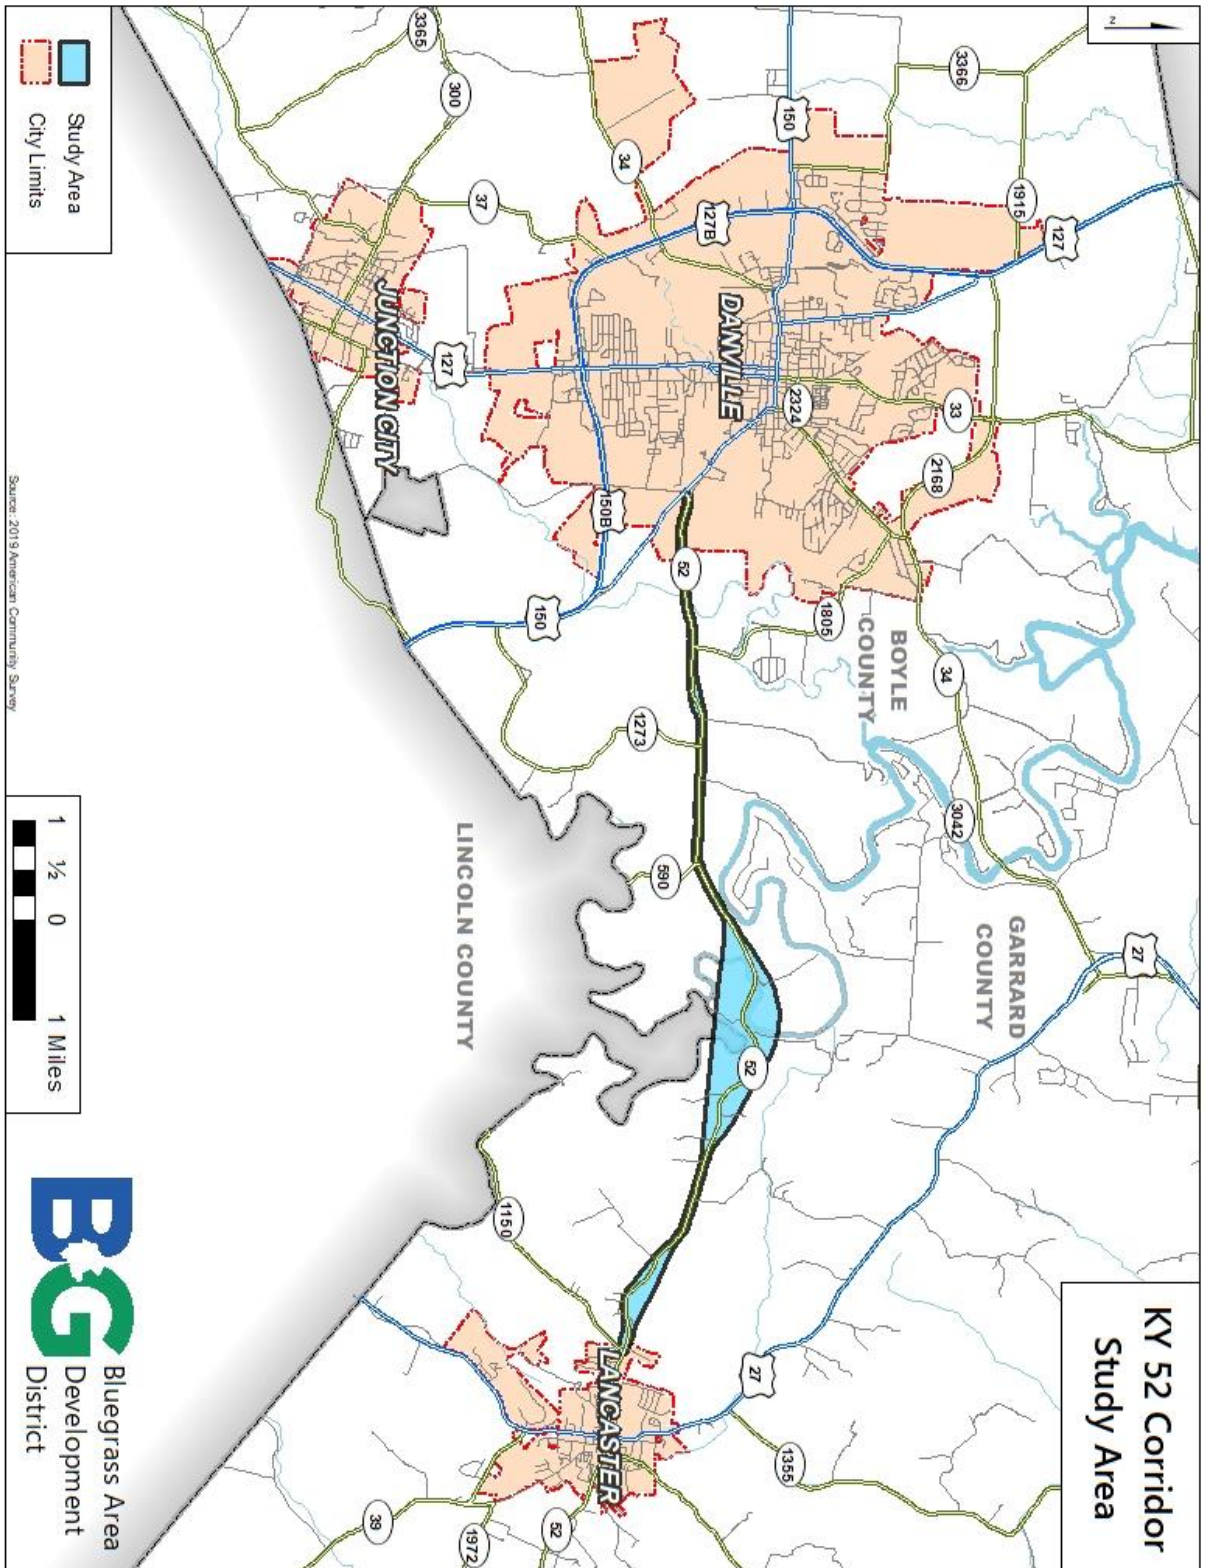 KY 52 Corridor
Study Area
N
3366
1915
127
150
34
127B
37
300
3365
DANVILLE
JUNCTION CITY
127
2324
33
2168
150B
52
150
1805
BOYLE
COUNTY
34
3042
1273
590
GARRARD
COUNTY
27
LINCOLN COUNTY
52
1150
27
1355
LANCASTER
52
1972
39
Study Area
City Limits
Source: 2019 American Community Survey
1 ½ 0 1 Miles
BG
Bluegrass Area
Development
District